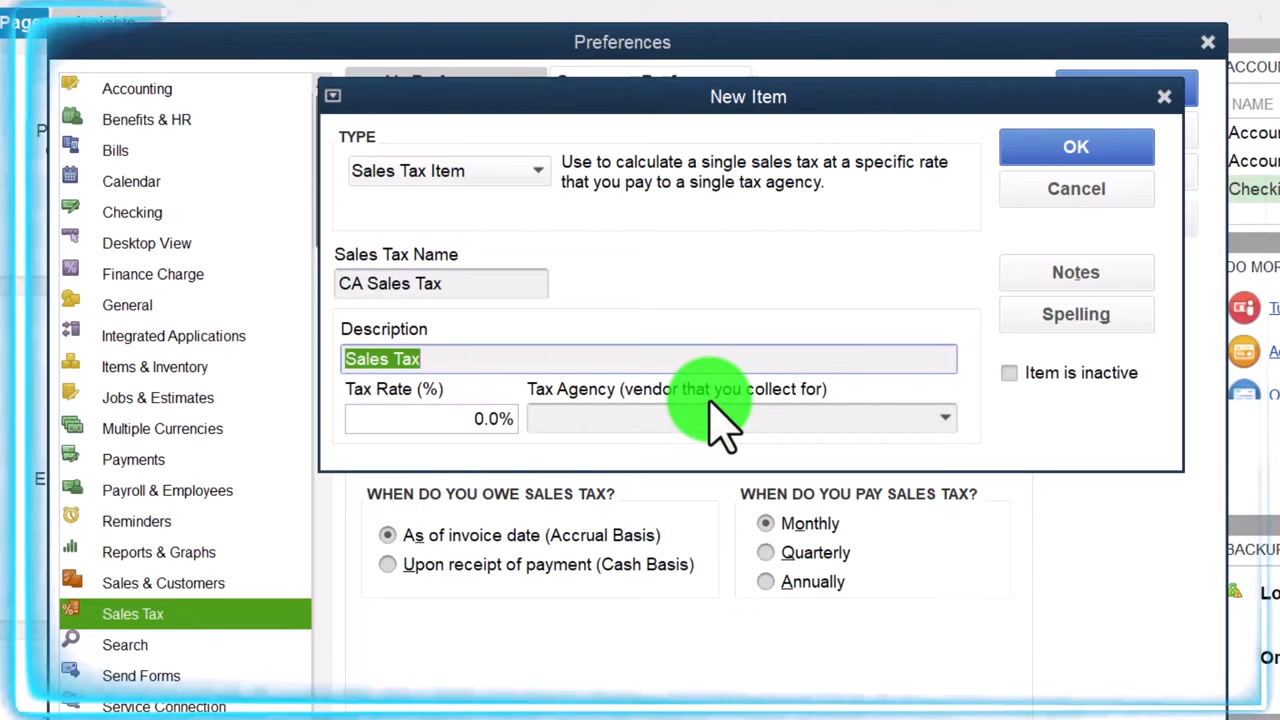 Page
Preferences
Accounting
Benefits & HR
Bills
Calendar
Checking
Desktop View
Finance Charge
General
Integrated Applications
Items & Inventory
Jobs & Estimates
Multiple Currencies
Payments
Payroll & Employees
Reminders
Reports & Graphs
Sales & Customers
Sales Tax
Search
Send Forms
Service Connection
New Item
TYPE
Sales Tax Item
Use to calculate a single sales tax at a specific rate
that you pay to a single tax agency.
OK
Cancel
Sales Tax Name
CA Sales Tax
Notes
Spelling
Description
Sales Tax
Item is inactive
Tax Rate (%)
Tax Agency (vendor that you collect for)
0.0%
WHEN DO YOU OWE SALES TAX?
As of invoice date (Accrual Basis)
Upon receipt of payment (Cash Basis)
WHEN DO YOU PAY SALES TAX?
Monthly
Quarterly
Annually
ACCOU
NAME
Accou
Accou
Checki
DO MOR
BACKUP
Lo
On